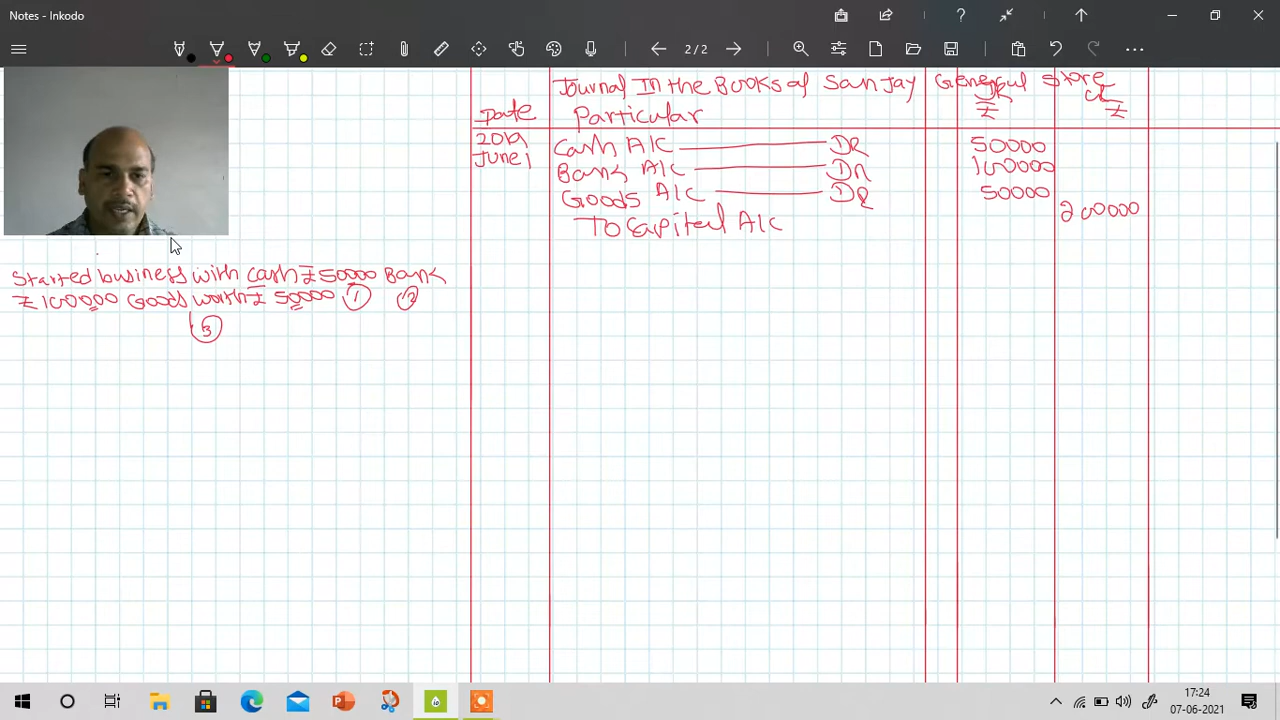 Notes - Inkodo
2/2
Journal In the Books of Sanjay General Store
Date Particular DR ₹ CR ₹
2019
June 1 Cash A/C DR 50000
Bank A/C DR 100000
Goods A/C DR 50000
To Capital A/C 200000
Started business with cash ₹ 50000 Bank
₹ 100000 Goods worth ₹ 50000 1 2
3
17:24
07-06-2021